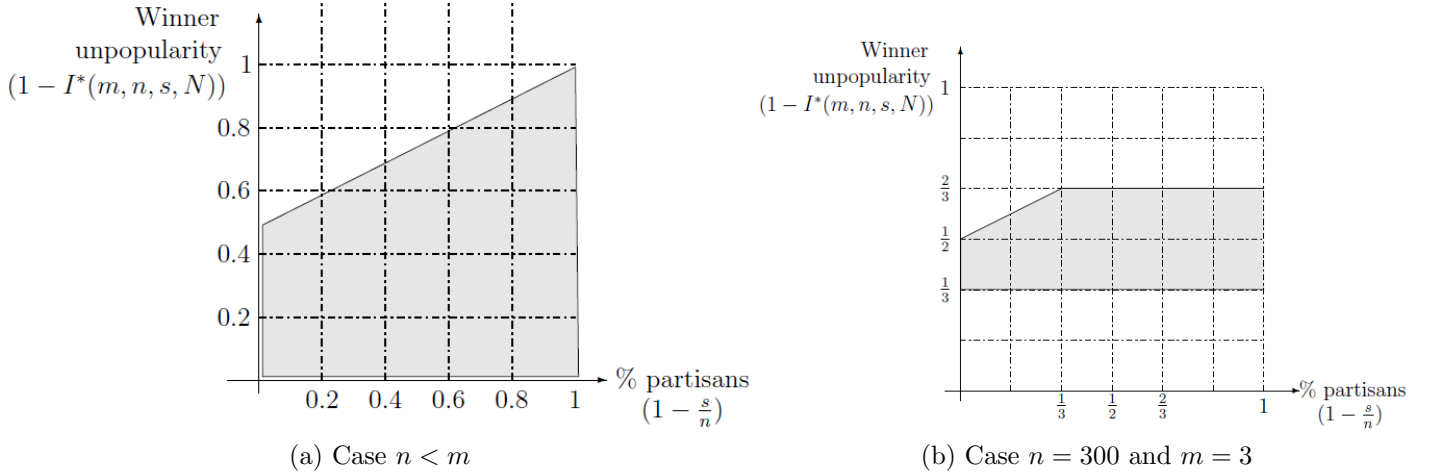 Winner
unpopularity
(1 − I*(m, n, s, N))
1
0.8
0.6
0.4
0.2
0.2 0.4 0.6 0.8 1
% partisans
(1 − s/n)
(a) Case n < m
Winner
unpopularity
(1 − I*(m, n, s, N))
1
2/3
1/2
1/3
1/3 1/2 2/3 1
% partisans
(1 − s/n)
(b) Case n = 300 and m = 3